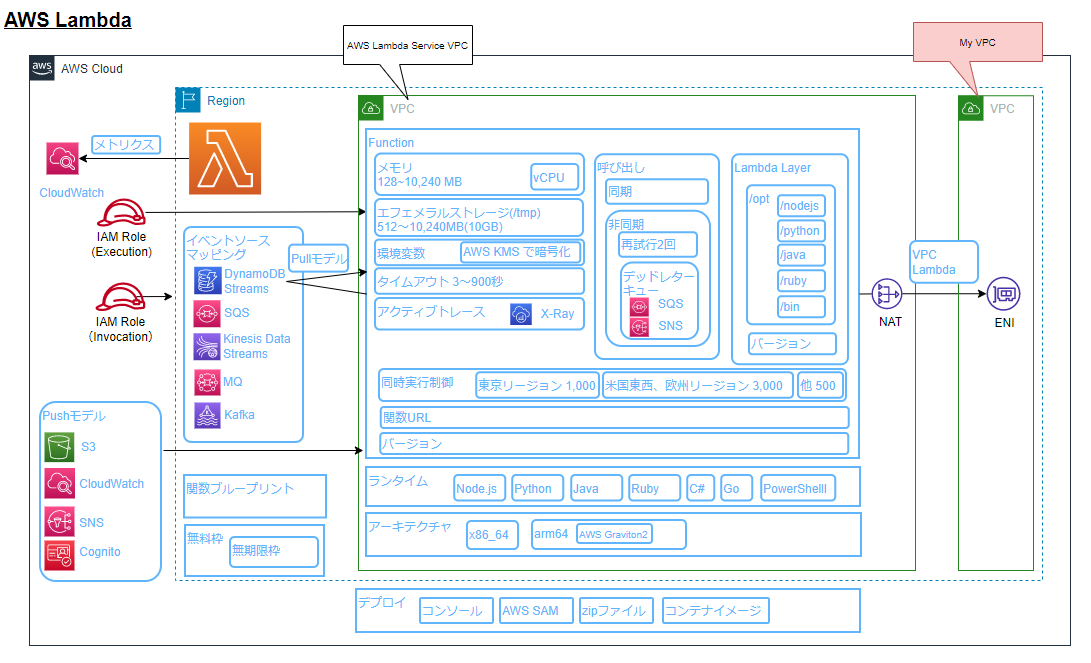 AWS Lambda
AWS Lambda Service VPC
My VPC
aws
AWS Cloud
Region
VPC
VPC
メトリクス
CloudWatch
IAM Role
(Execution)
IAM Role
(Invocation)
イベントソース
マッピング
Pullモデル
DynamoDB
Streams
SQS
Kinesis Data
Streams
MQ
Kafka
Pushモデル
S3
CloudWatch
SNS
Cognito
関数ブループリント
無料枠
無期限枠
Function
メモリ
128~10,240 MB
vCPU
エフェメラルストレージ(/tmp)
512~10,240MB(10GB)
環境変数
AWS KMS で暗号化
タイムアウト 3~900秒
アクティブトレース
X-Ray
呼び出し
同期
非同期
再試行2回
デッドレター
キュー
SQS
SNS
Lambda Layer
/opt
/nodejs
/python
/java
/ruby
/bin
バージョン
同時実行制御
東京リージョン 1,000
米国東西、欧州リージョン 3,000
他 500
関数URL
バージョン
ランタイム
Node.js
Python
Java
Ruby
C#
Go
PowerShelll
アーキテクチャ
x86_64
arm64
AWS Graviton2
デプロイ
コンソール
AWS SAM
zipファイル
コンテナイメージ
VPC
Lambda
NAT
ENI